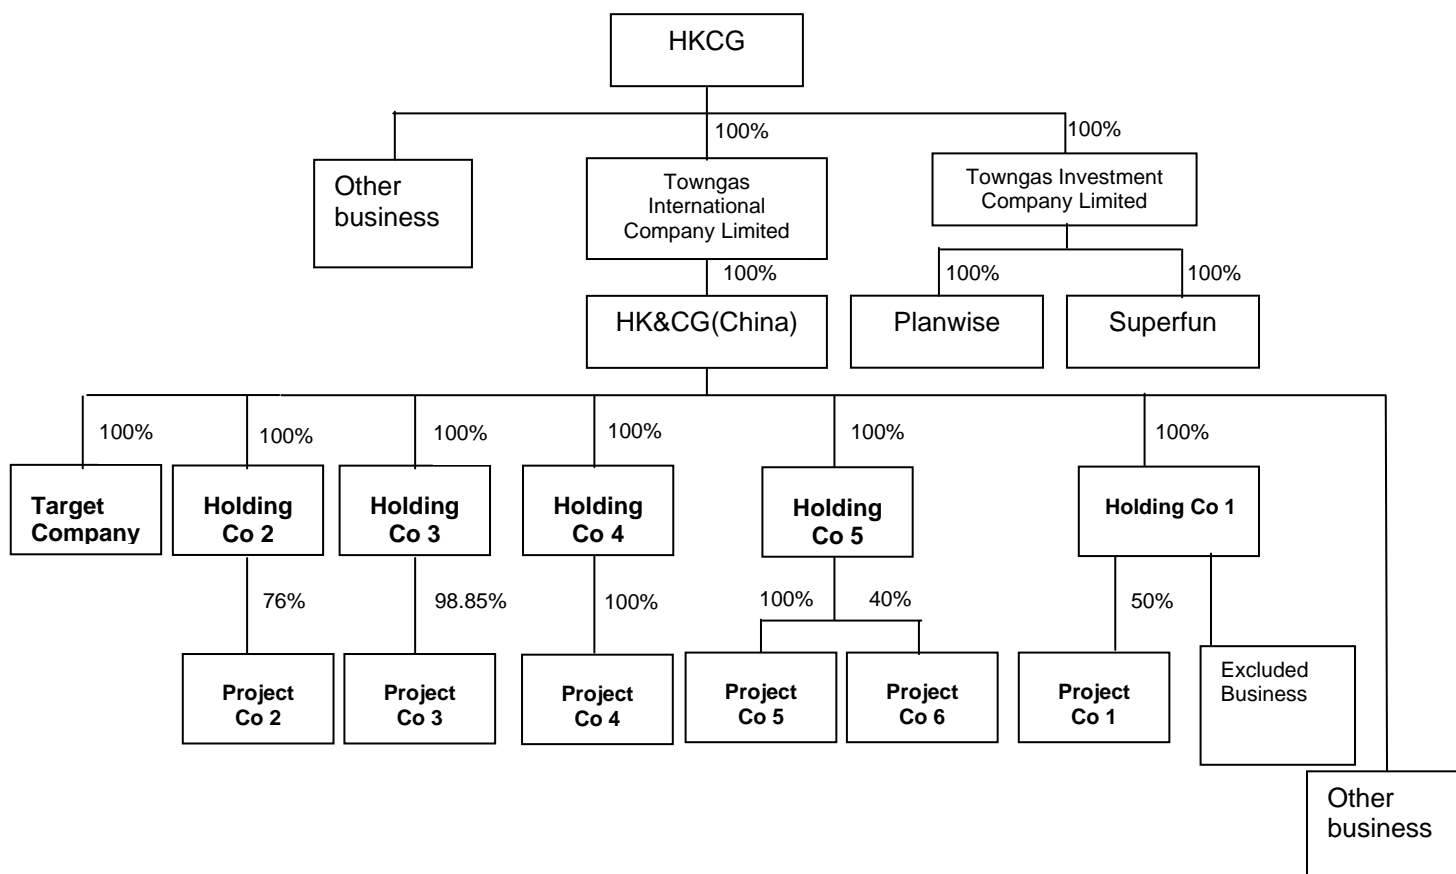 HKCG
100%
100%
Other
business
Towngas
International
Company Limited
Towngas Investment
Company Limited
100%
100%
100%
HK&CG(China)
Planwise
Superfun
100%
100%
100%
100%
100%
100%
Target
Company
Holding
Co 2
Holding
Co 3
Holding
Co 4
Holding
Co 5
Holding Co 1
76%
98.85%
100%
100%
40%
50%
Project
Co 2
Project
Co 3
Project
Co 4
Project
Co 5
Project
Co 6
Project
Co 1
Excluded
Business
Other
business